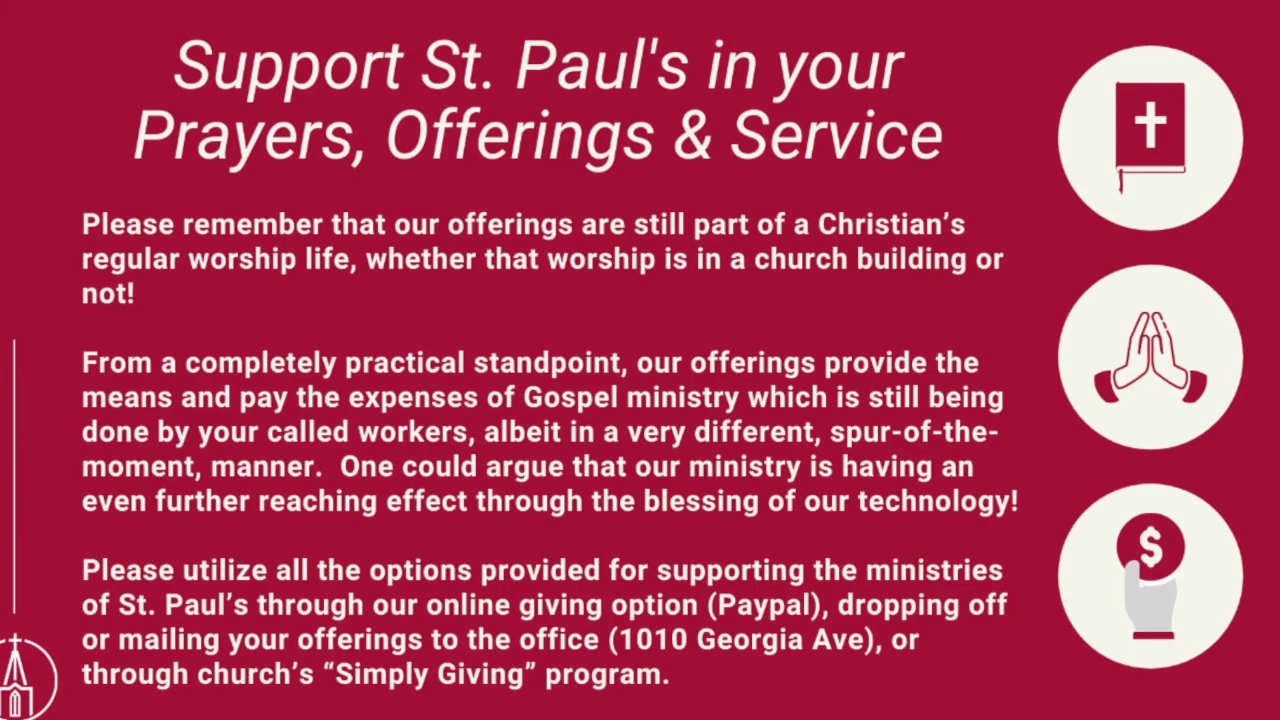 Support St. Paul's in your
Prayers, Offerings & Service
Please remember that our offerings are still part of a Christian’s
regular worship life, whether that worship is in a church building or
not!
From a completely practical standpoint, our offerings provide the
means and pay the expenses of Gospel ministry which is still being
done by your called workers, albeit in a very different, spur-of-the-
moment, manner.  One could argue that our ministry is having an
even further reaching effect through the blessing of our technology!
Please utilize all the options provided for supporting the ministries
of St. Paul’s through our online giving option (Paypal), dropping off
or mailing your offerings to the office (1010 Georgia Ave), or
through church’s “Simply Giving” program.
$